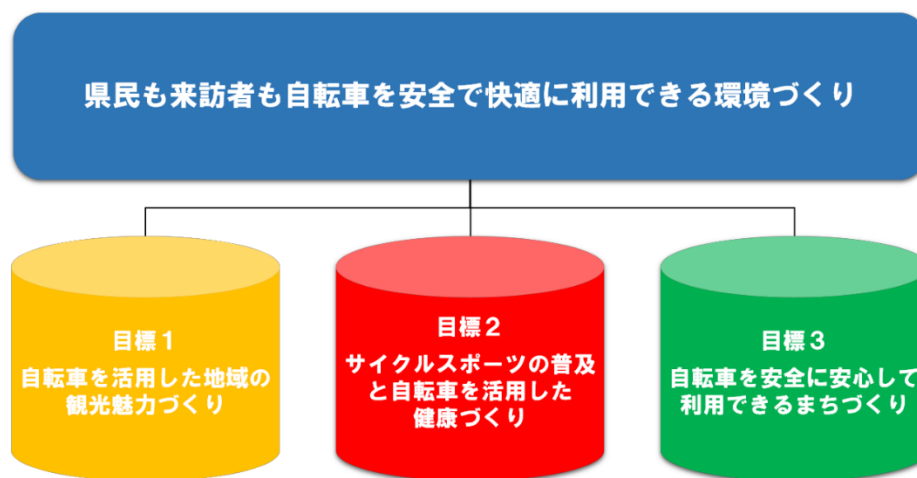 県民も来訪者も自転車を安全で快適に利用できる環境づくり
目標１
自転車を活用した地域の
観光魅力づくり
目標２
サイクルスポーツの普及
と自転車を活用した
健康づくり
目標３
自転車を安全に安心して
利用できるまちづくり